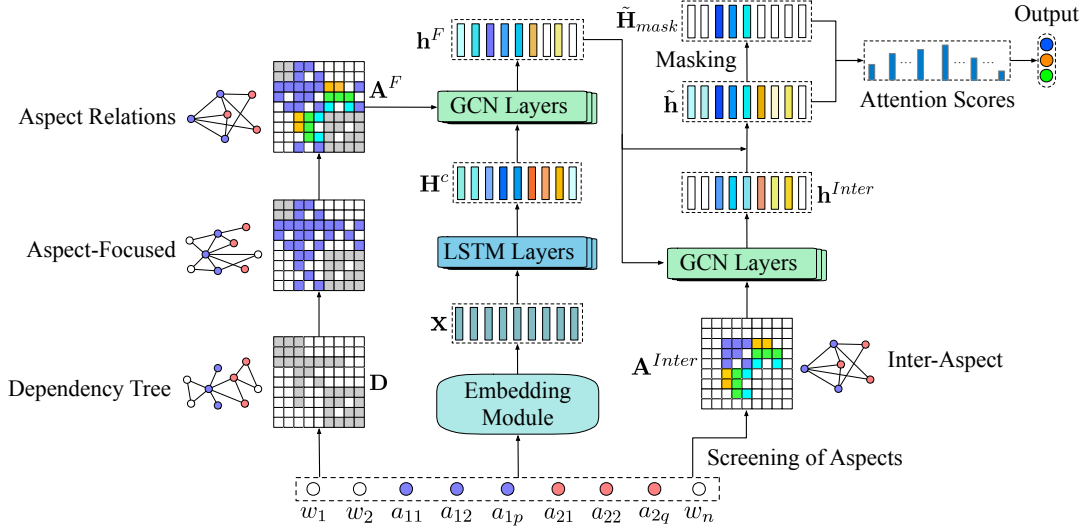 h^F
H̃_mask
Output
Masking
A^F
GCN Layers
h̃
... ... ...
Attention Scores
Aspect Relations
H^c
h^Inter
Aspect-Focused
LSTM Layers
GCN Layers
x
A^Inter
Inter-Aspect
Dependency Tree
D
Embedding
Module
Screening of Aspects
w_1 w_2 a_11 a_12 a_1p a_21 a_22 a_2q w_n